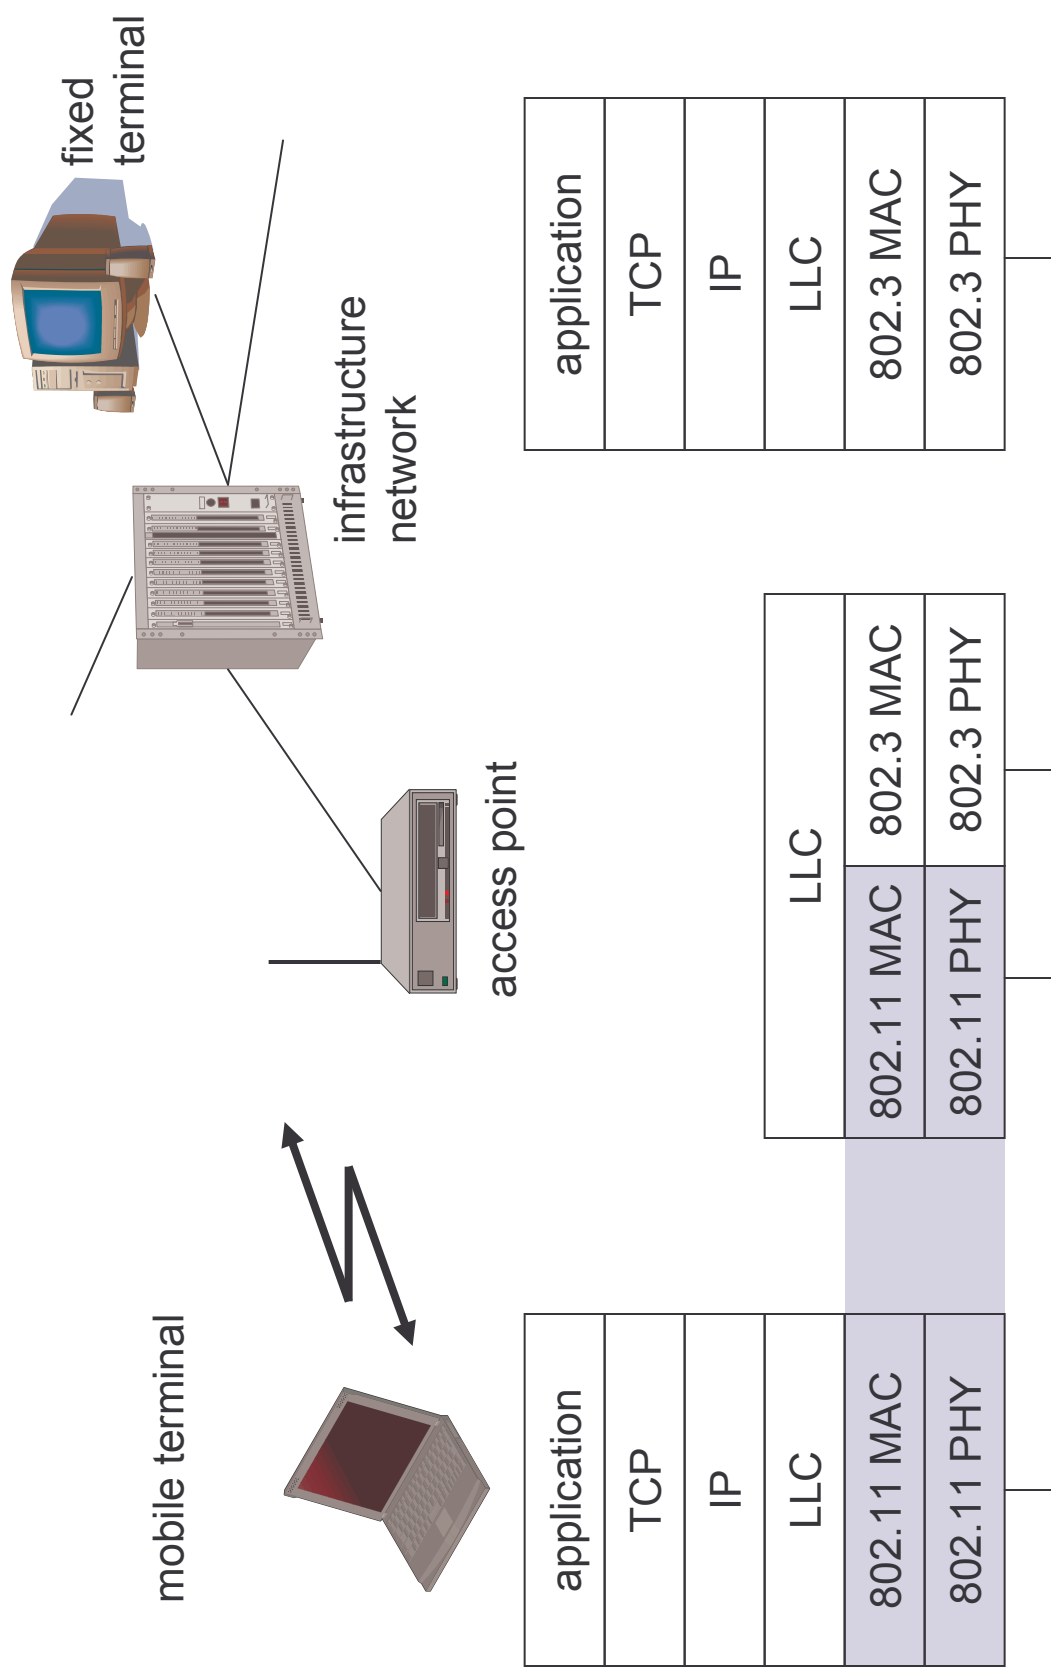 mobile terminal
access point
infrastructure
network
fixed
terminal
application
TCP
IP
LLC
802.11 MAC
802.11 PHY
LLC
802.11 MAC
802.3 MAC
802.11 PHY
802.3 PHY
application
TCP
IP
LLC
802.3 MAC
802.3 PHY